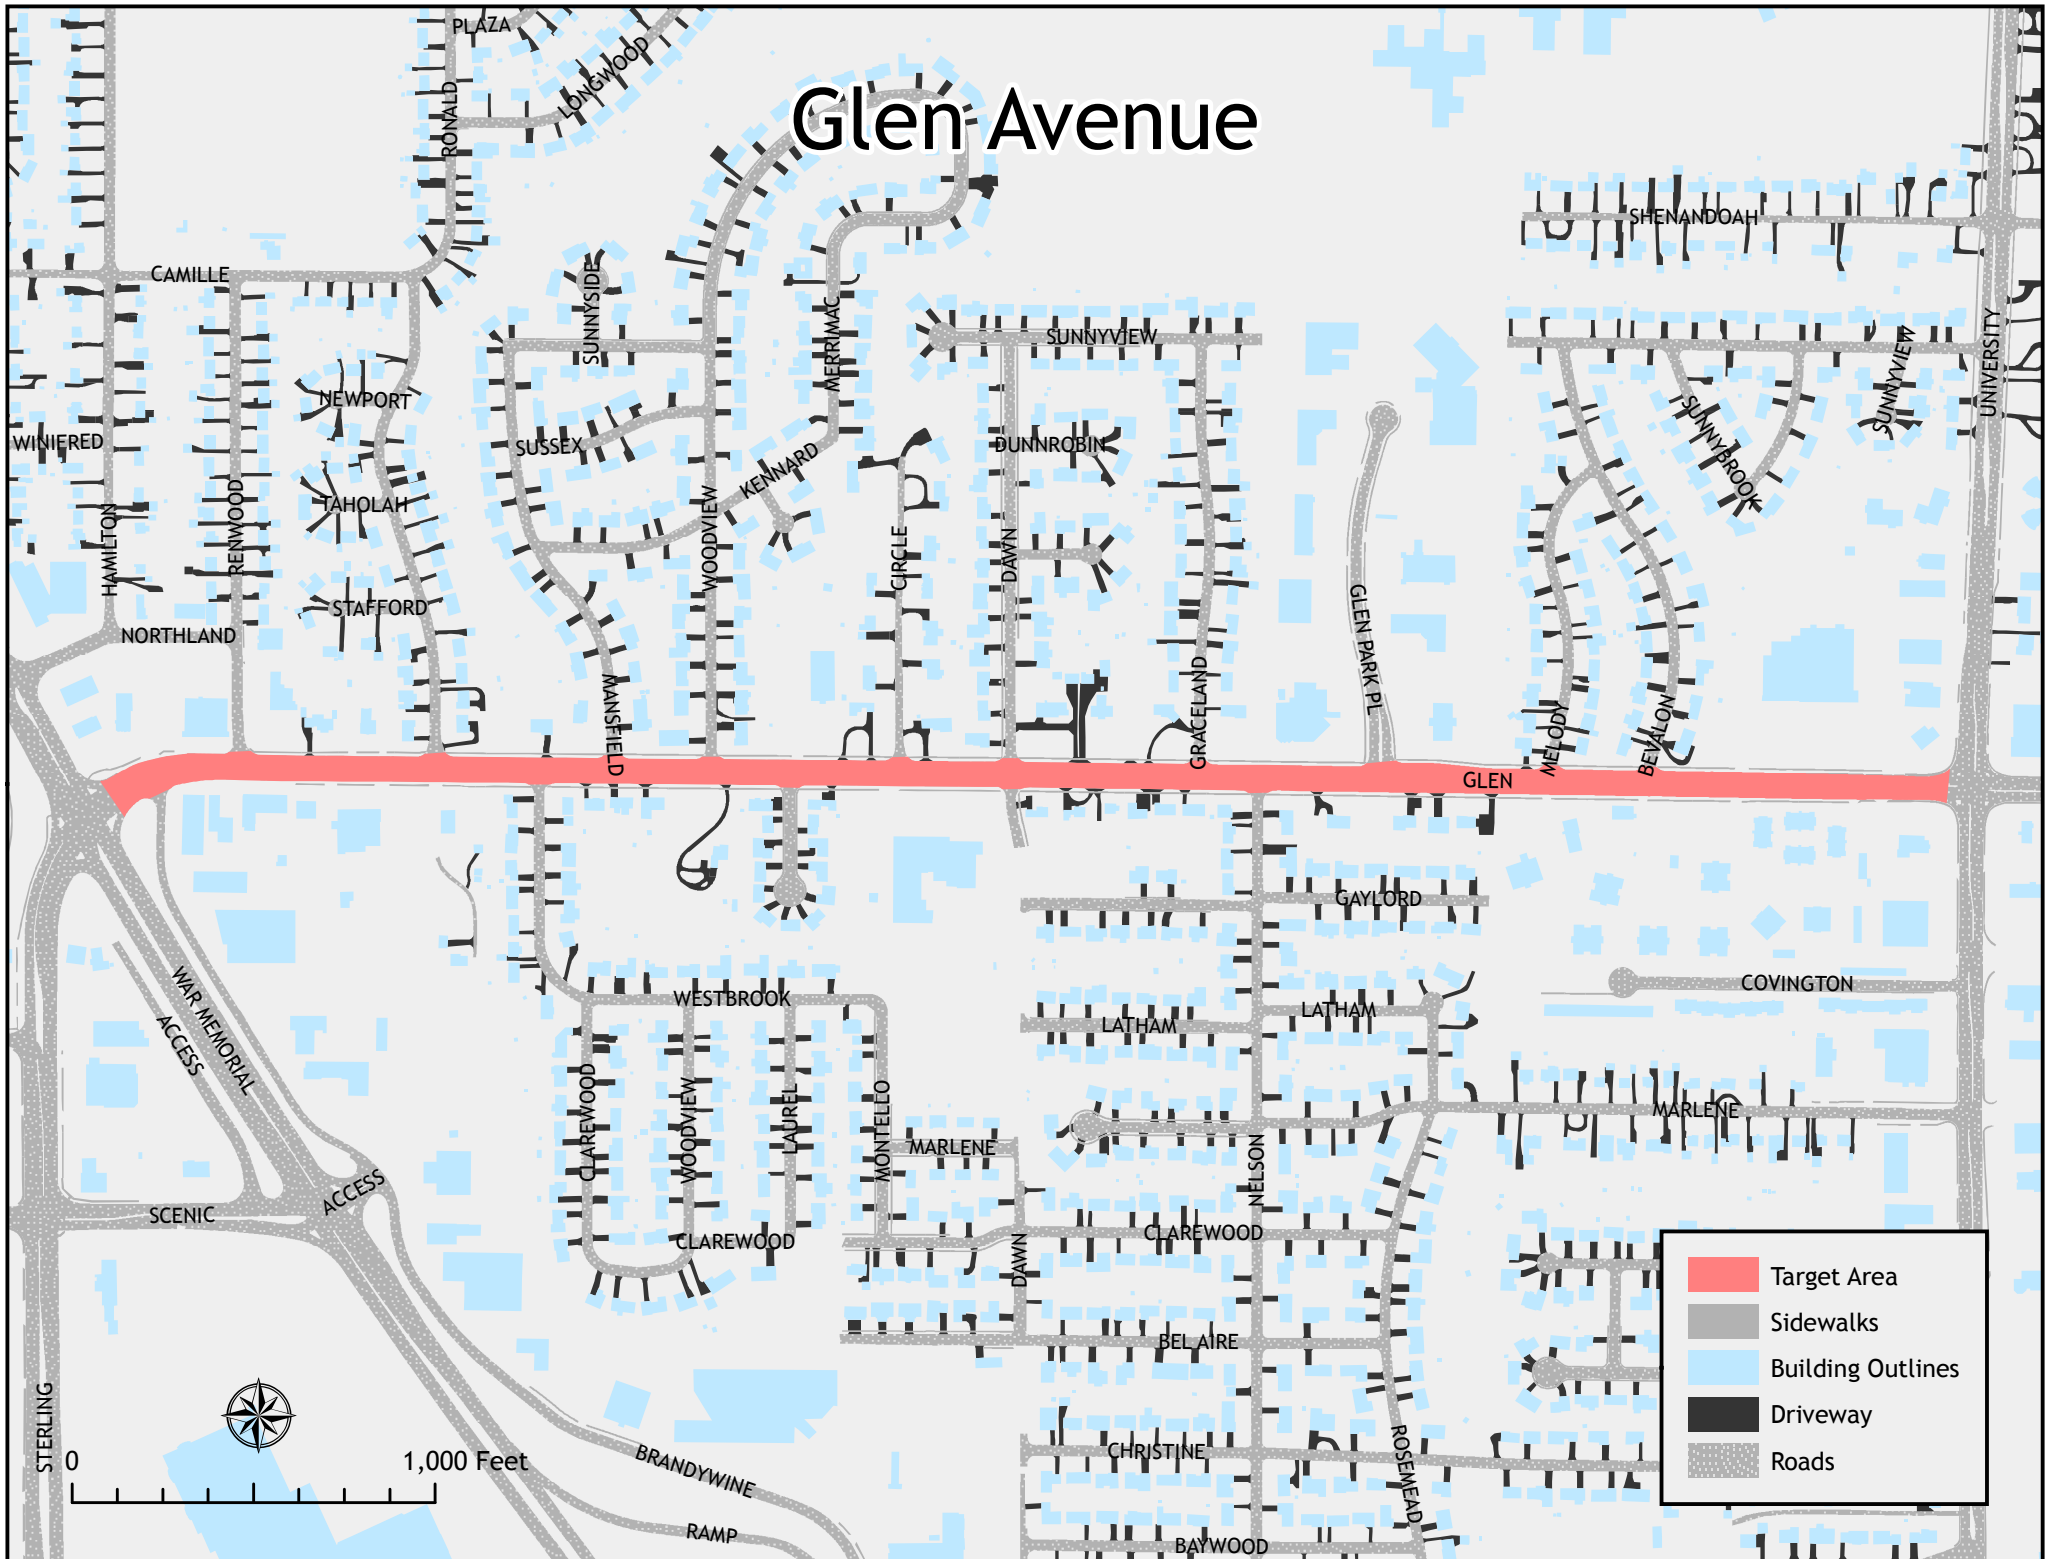 PLAZA
LONGWOOD
RONALD
Glen Avenue
SHENANDOAH
CAMILLE
SUNNYSIDE
MERRIMAC
SUNNYVIEW
SUNNYVIEW
UNIVERSITY
NEWPORT
WINIFRED
SUSSEX
KENNARD
DUNNROBIN
SUNNYBROOK
HAMILTON
RENWOOD
TAHOLAH
WOODVIEW
CIRCLE
DAWN
STAFFORD
NORTHLAND
GLEN PARK PL
MANSFIELD
GRACELAND
MELODY
BEVALON
GLEN
GAYLORD
WAR MEMORIAL
ACCESS
WESTBROOK
NELSON
LATHAM
LATHAM
COVINGTON
CLAREWOOD
WOODVIEW
LAUREL
MONTELLO
MARLENE
MARLENE
NELSON
ACCESS
SCENIC
CLAREWOOD
CLAREWOOD
DAWN
BELAIRE
STERLING
CHRISTINE
ROSEMEAD
BRANDYWINE
RAMP
BAYWOOD
0 1,000 Feet
Target Area
Sidewalks
Building Outlines
Driveway
Roads